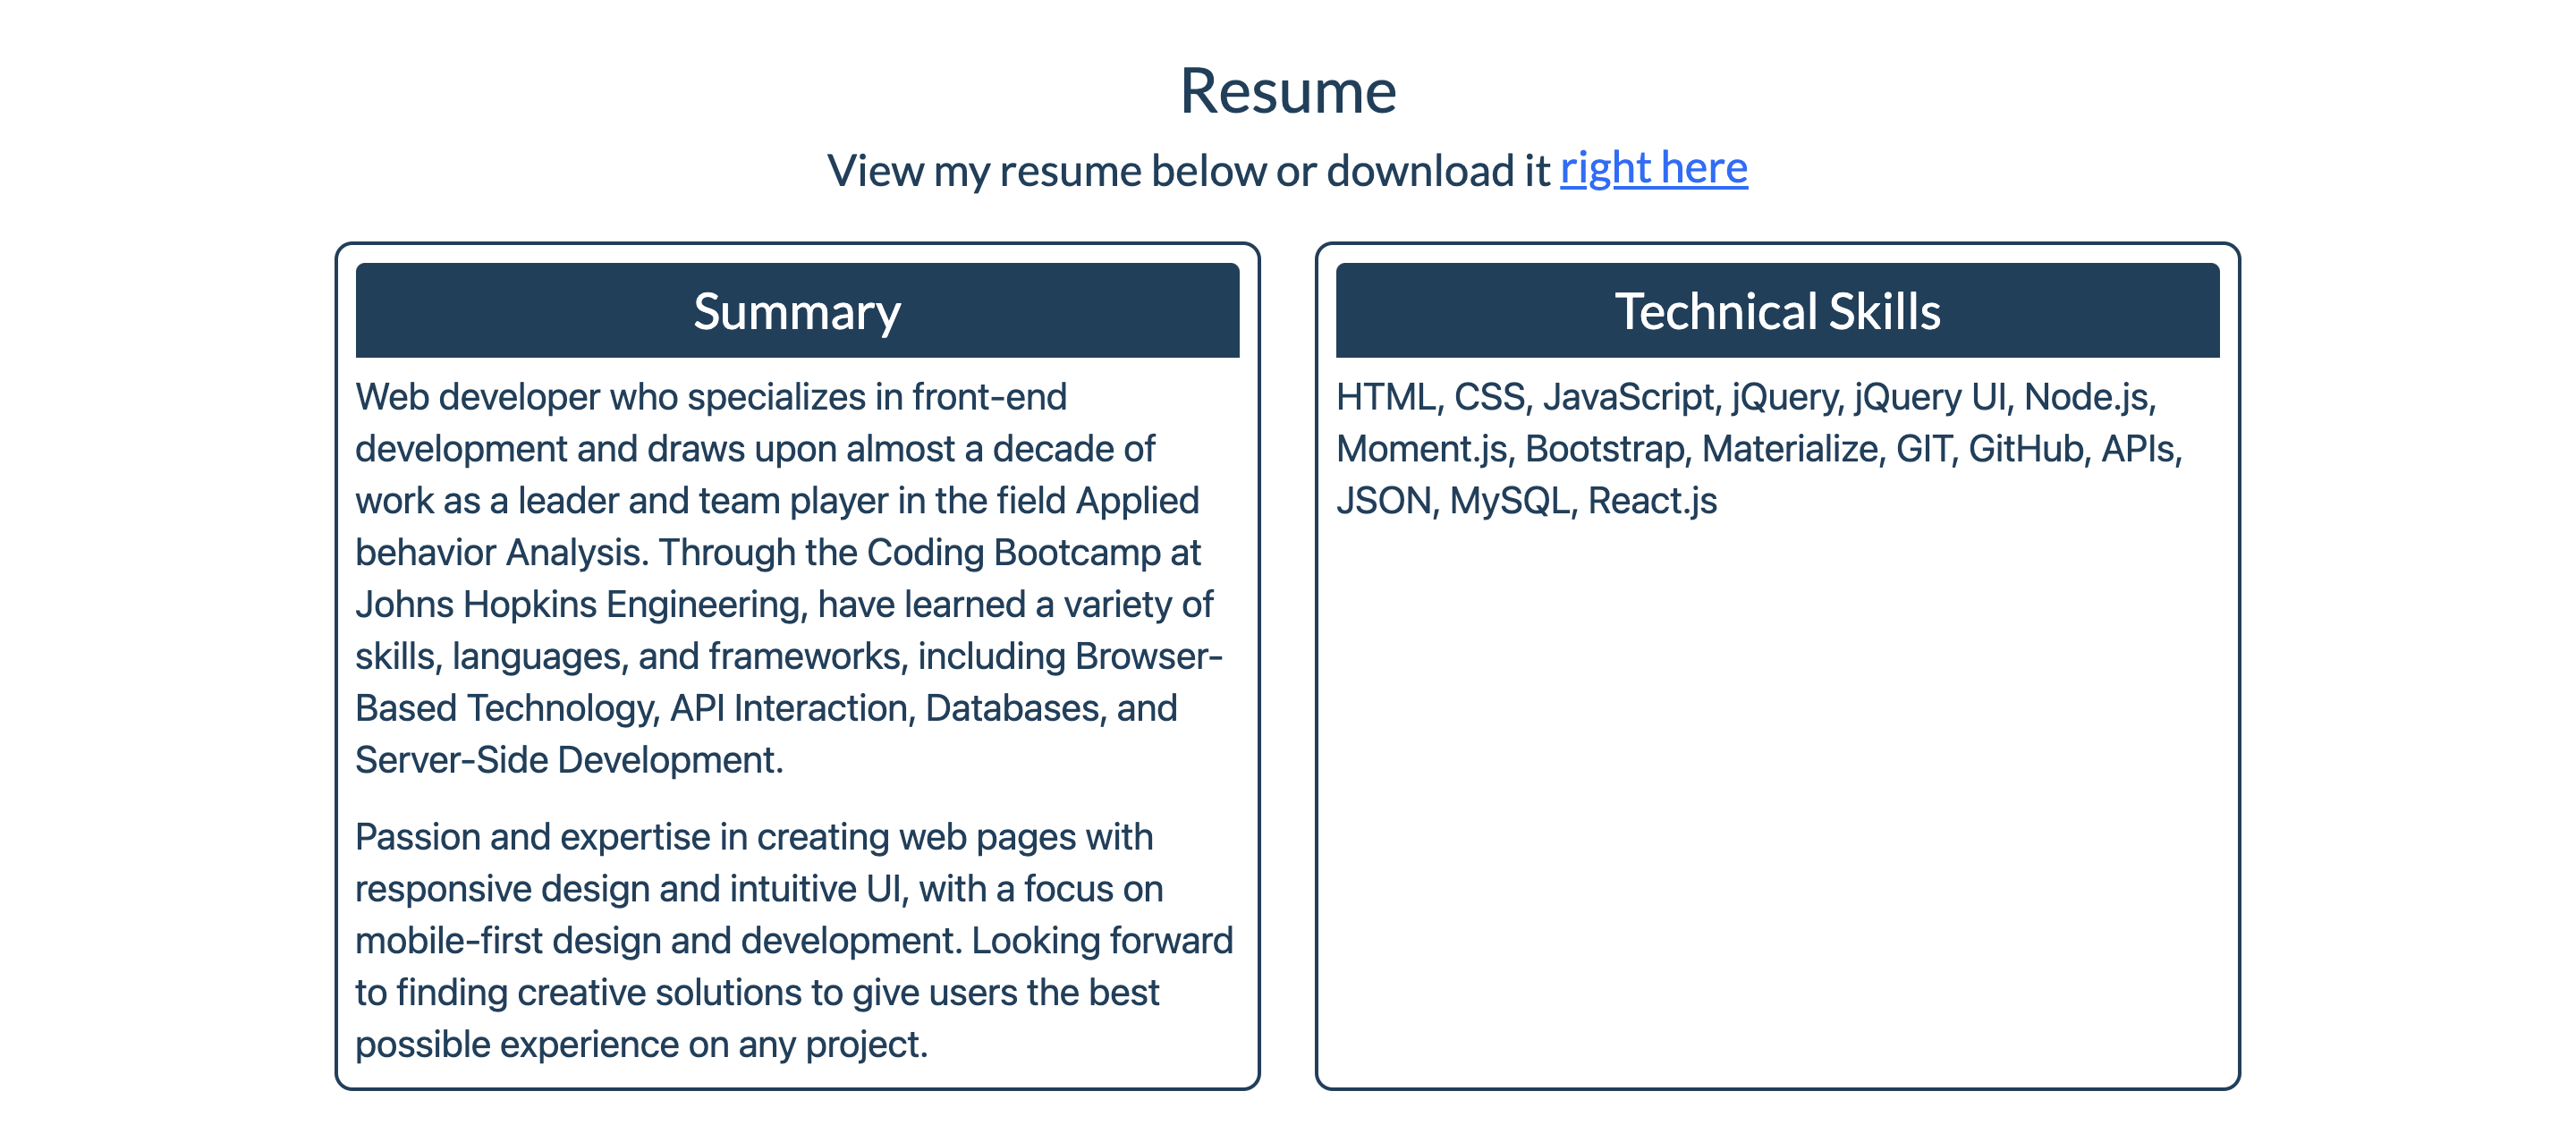 Resume
View my resume below or download it right here
Summary
Web developer who specializes in front-end
development and draws upon almost a decade of
work as a leader and team player in the field Applied
behavior Analysis. Through the Coding Bootcamp at
Johns Hopkins Engineering, have learned a variety of
skills, languages, and frameworks, including Browser-
Based Technology, API Interaction, Databases, and
Server-Side Development.
Passion and expertise in creating web pages with
responsive design and intuitive UI, with a focus on
mobile-first design and development. Looking forward
to finding creative solutions to give users the best
possible experience on any project.
Technical Skills
HTML, CSS, JavaScript, jQuery, jQuery UI, Node.js,
Moment.js, Bootstrap, Materialize, GIT, GitHub, APIs,
JSON, MySQL, React.js